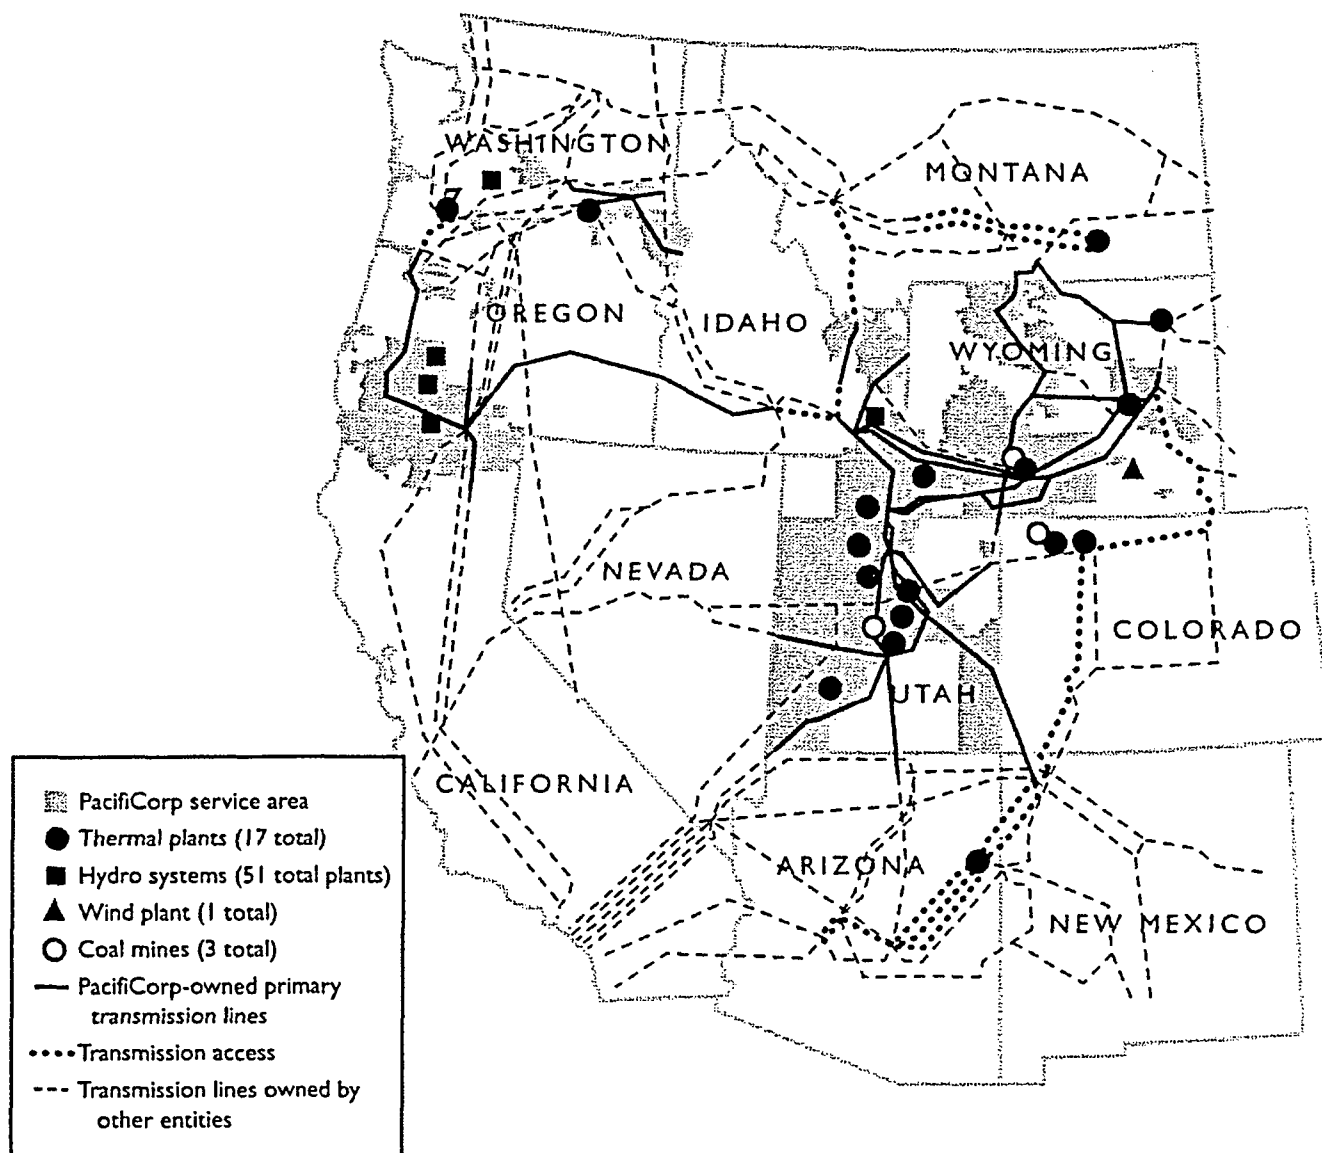 WASHINGTON
MONTANA
OREGON
IDAHO
WYOMING
NEVADA
COLORADO
UTAH
CALIFORNIA
ARIZONA
NEW MEXICO
PacifiCorp service area
Thermal plants (17 total)
Hydro systems (51 total plants)
Wind plant (1 total)
Coal mines (3 total)
PacifiCorp-owned primary
transmission lines
Transmission access
Transmission lines owned by
other entities